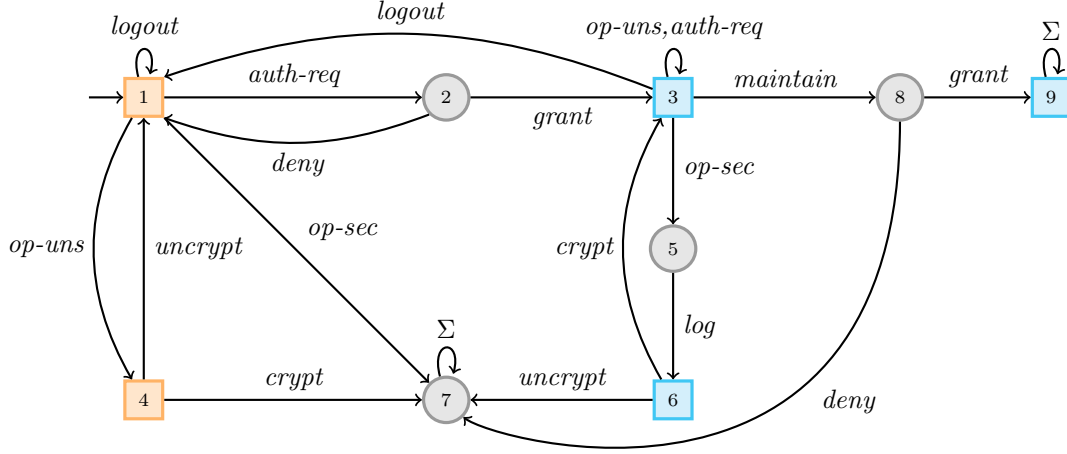 logout
logout
op-uns,auth-req
Σ
auth-req
maintain
grant
1
2
3
8
9
grant
deny
op-sec
op-sec
op-uns
uncrypt
crypt
5
log
Σ
crypt
uncrypt
4
7
6
deny